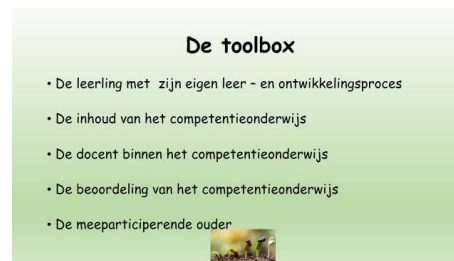 De toolbox
• De leerling met zijn eigen leer – en ontwikkelingsproces
• De inhoud van het competentieonderwijs
• De docent binnen het competentieonderwijs
• De beoordeling van het competentieonderwijs
• De meeparticiperende ouder